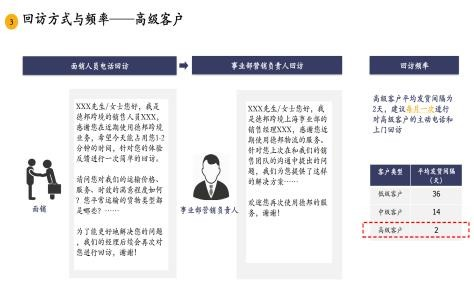 3
回访方式与频率——高级客户
面销人员电话回访
事业部营销负责人回访
回访频率
XXX先生/女士您好，我是
德邦跨境的销售人员XXX，
感谢您在近期使用德邦跨境
业务，希望今天能占用您1-2
分钟的时间，针对您的体验
反馈进行一次简单的回访。
请问您对我们的运输价格、
服务、时效的满意程度如何
？您平常运输的货物类型都
是哪些？……
为了能更好地解决您的问题
，我们的经理后续会再次对
您进行回访，谢谢！
面销
XXX先生/女士您好，我
是德邦跨境上海事业部的
营销经理XXX，感谢您近
期使用德邦物流的服务。
针对您上次在和我们的销
售团队的沟通中提出的问
题，我们为您提供了这样
的解决方案……
欢迎您再次使用德邦的服
务，谢谢！
事业部营销负责人
高级客户平均发货间隔为
2天，建议每月一次进行
对高级客户的主动电话和
上门回访
客户类型 平均发货间隔（天）
低级客户 36
中级客户 14
高级客户 2